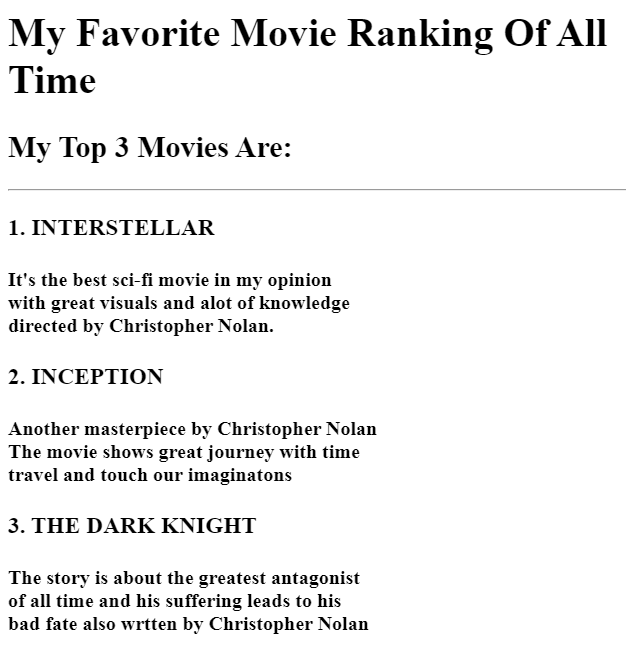 My Favorite Movie Ranking Of All
Time
My Top 3 Movies Are:
1. INTERSTELLAR
It's the best sci-fi movie in my opinion
with great visuals and alot of knowledge
directed by Christopher Nolan.
2. INCEPTION
Another masterpiece by Christopher Nolan
The movie shows great journey with time
travel and touch our imaginatons
3. THE DARK KNIGHT
The story is about the greatest antagonist
of all time and his suffering leads to his
bad fate also wrtten by Christopher Nolan